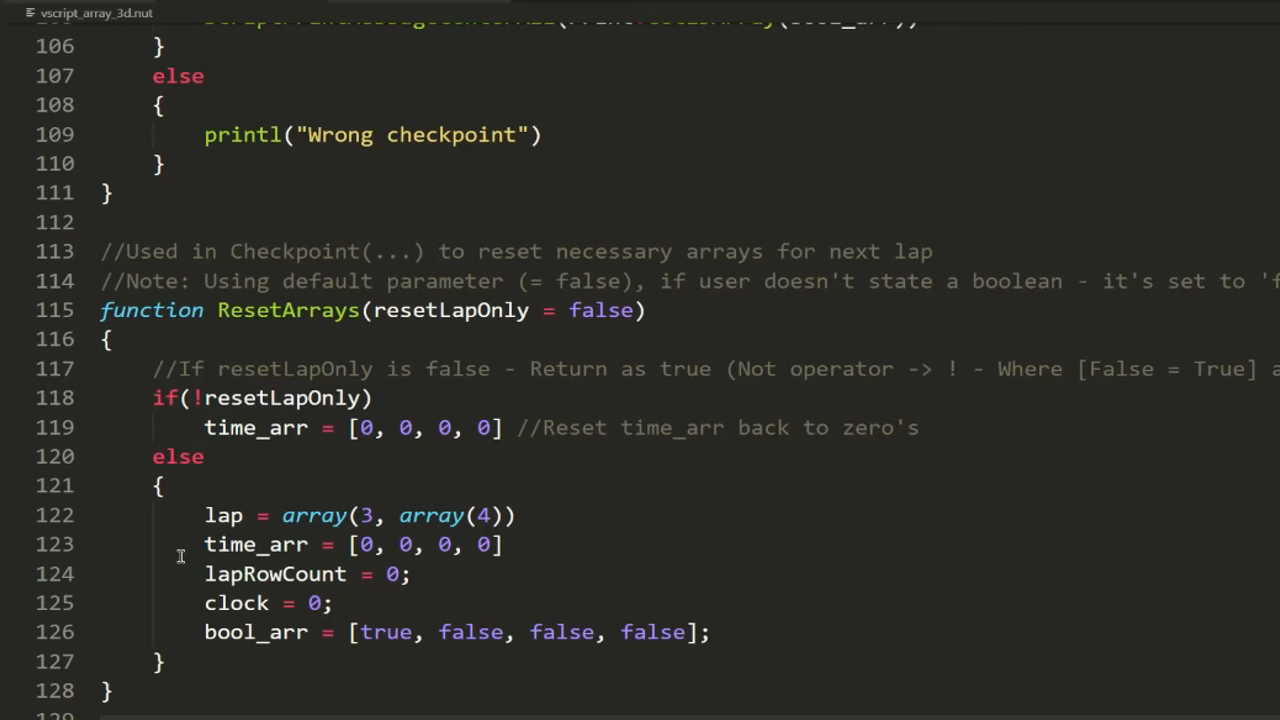 vscript_array_3d.nut
106 }
107 else
108 {
109 printl("Wrong checkpoint")
110 }
111 }
112
113 //Used in Checkpoint(...) to reset necessary arrays for next lap
114 //Note: Using default parameter (= false), if user doesn't state a boolean - it's set to
115 function ResetArrays(resetLapOnly = false)
116 {
117 //If resetLapOnly is false - Return as true (Not operator -> ! - Where [False = True]
118 if(!resetLapOnly)
119 time_arr = [0, 0, 0, 0] //Reset time_arr back to zero's
120 else
121 {
122 lap = array(3, array(4))
123 time_arr = [0, 0, 0, 0]
124 lapRowCount = 0;
125 clock = 0;
126 bool_arr = [true, false, false, false];
127 }
128 }